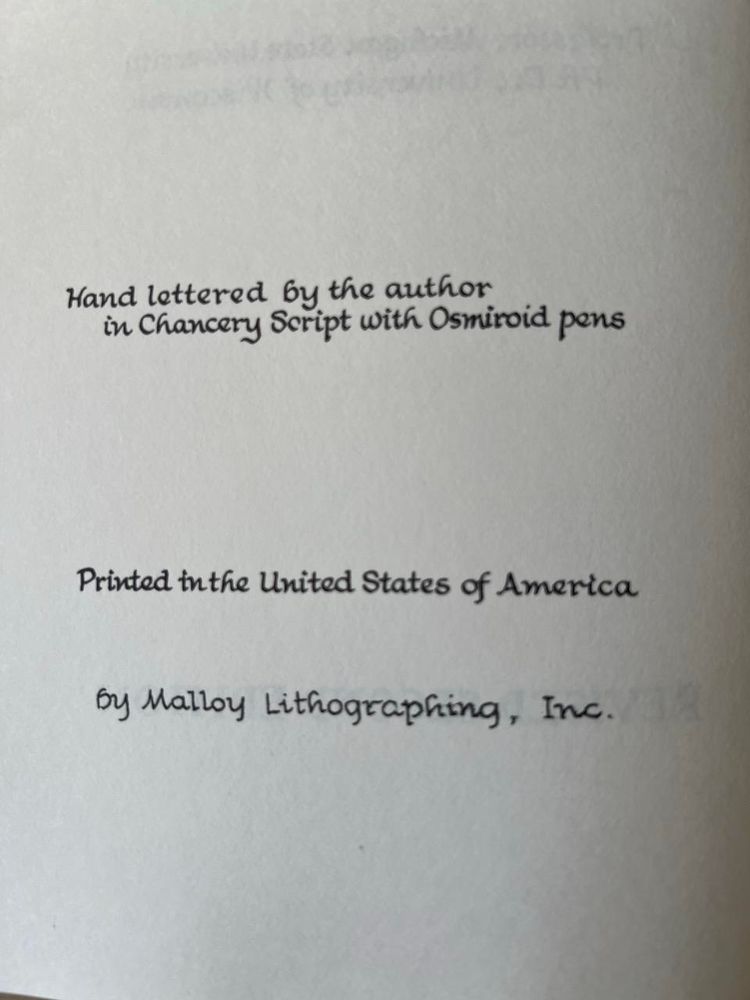 Hand lettered by the author
in Chancery Script with Osmiroid pens
Printed in the United States of America
by Malloy Lithographing, Inc.